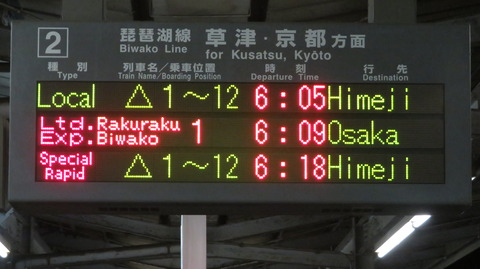 2 琵琶湖線 草津・京都方面
Biwako Line for Kusatsu, Kyōto
種別 列車名/乗車位置 時刻 行先
Type Train Name/Boarding Position Departure Time Destination
Local △1～12 6:05 Himeji
Ltd. Exp. Rakuraku Biwako 1 6:09 Osaka
Special Rapid △1～12 6:18 Himeji